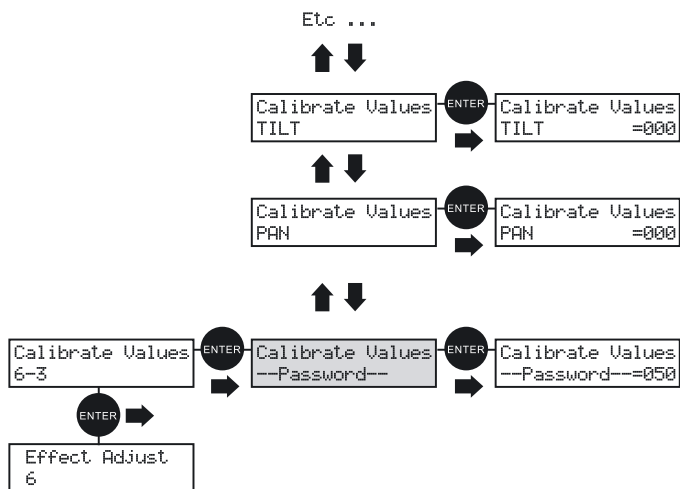 Etc ...
Calibrate Values
TILT
ENTER
Calibrate Values
TILT =000
Calibrate Values
PAN
ENTER
Calibrate Values
PAN =000
Calibrate Values
6-3
ENTER
Calibrate Values
--Password--
ENTER
Calibrate Values
--Password--=050
ENTER
Effect Adjust
6